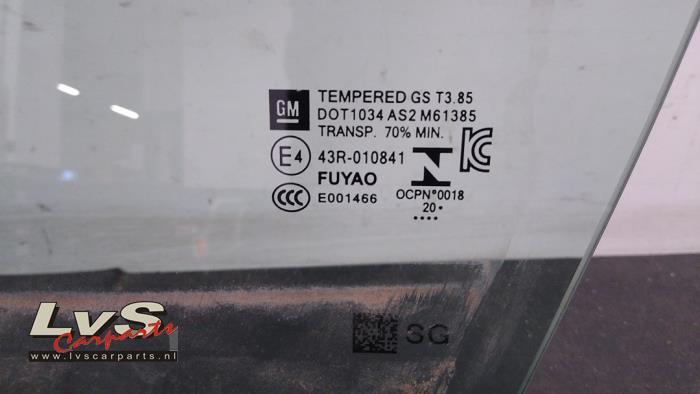 GM
TEMPERED GS T3.85
DOT1034 AS2 M61385
TRANSP. 70% MIN.
E4 43R-010841
FUYAO
CCC E001466
N
KC
OCPN°0018
20•
••••
SG
LvS
Carparts
www.lvscarparts.nl